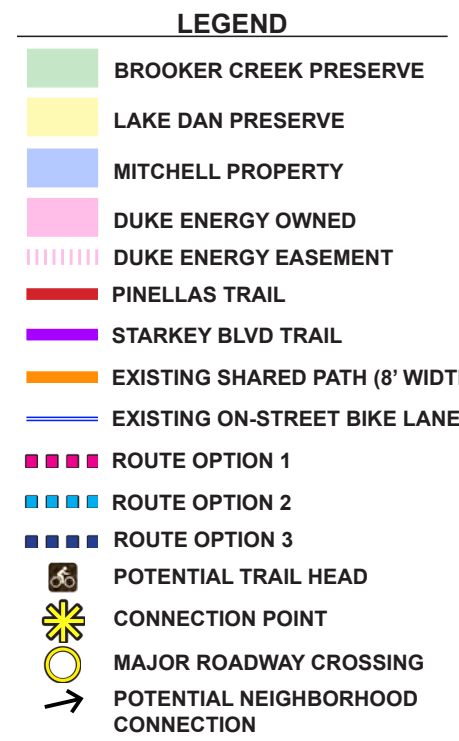 LEGEND
BROOKER CREEK PRESERVE
LAKE DAN PRESERVE
MITCHELL PROPERTY
DUKE ENERGY OWNED
DUKE ENERGY EASEMENT
PINELLAS TRAIL
STARKEY BLVD TRAIL
EXISTING SHARED PATH (8’ WIDTH
EXISTING ON-STREET BIKE LANE
ROUTE OPTION 1
ROUTE OPTION 2
ROUTE OPTION 3
POTENTIAL TRAIL HEAD
CONNECTION POINT
MAJOR ROADWAY CROSSING
POTENTIAL NEIGHBORHOOD
CONNECTION